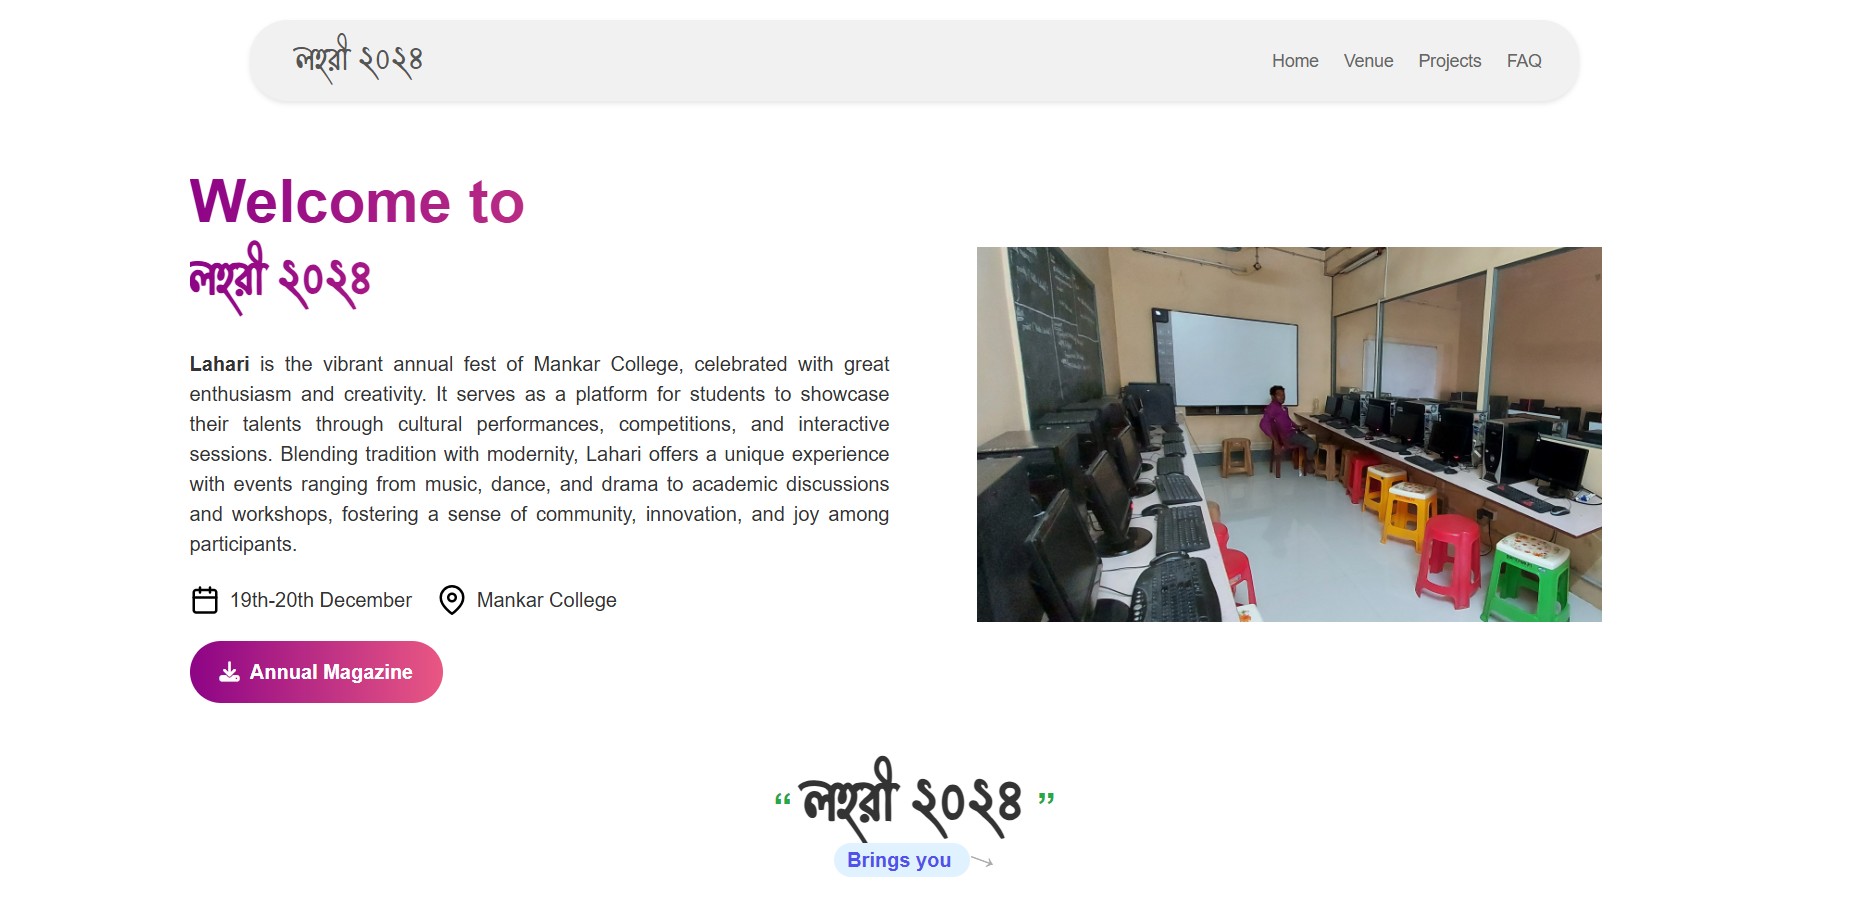 লহরী ২০২৪
Home Venue Projects FAQ
Welcome to
লহরী ২০২৪
Lahari is the vibrant annual fest of Mankar College, celebrated with great
enthusiasm and creativity. It serves as a platform for students to showcase
their talents through cultural performances, competitions, and interactive
sessions. Blending tradition with modernity, Lahari offers a unique experience
with events ranging from music, dance, and drama to academic discussions
and workshops, fostering a sense of community, innovation, and joy among
participants.
19th-20th December Mankar College
Annual Magazine
“ লহরী ২০২৪ ”
Brings you